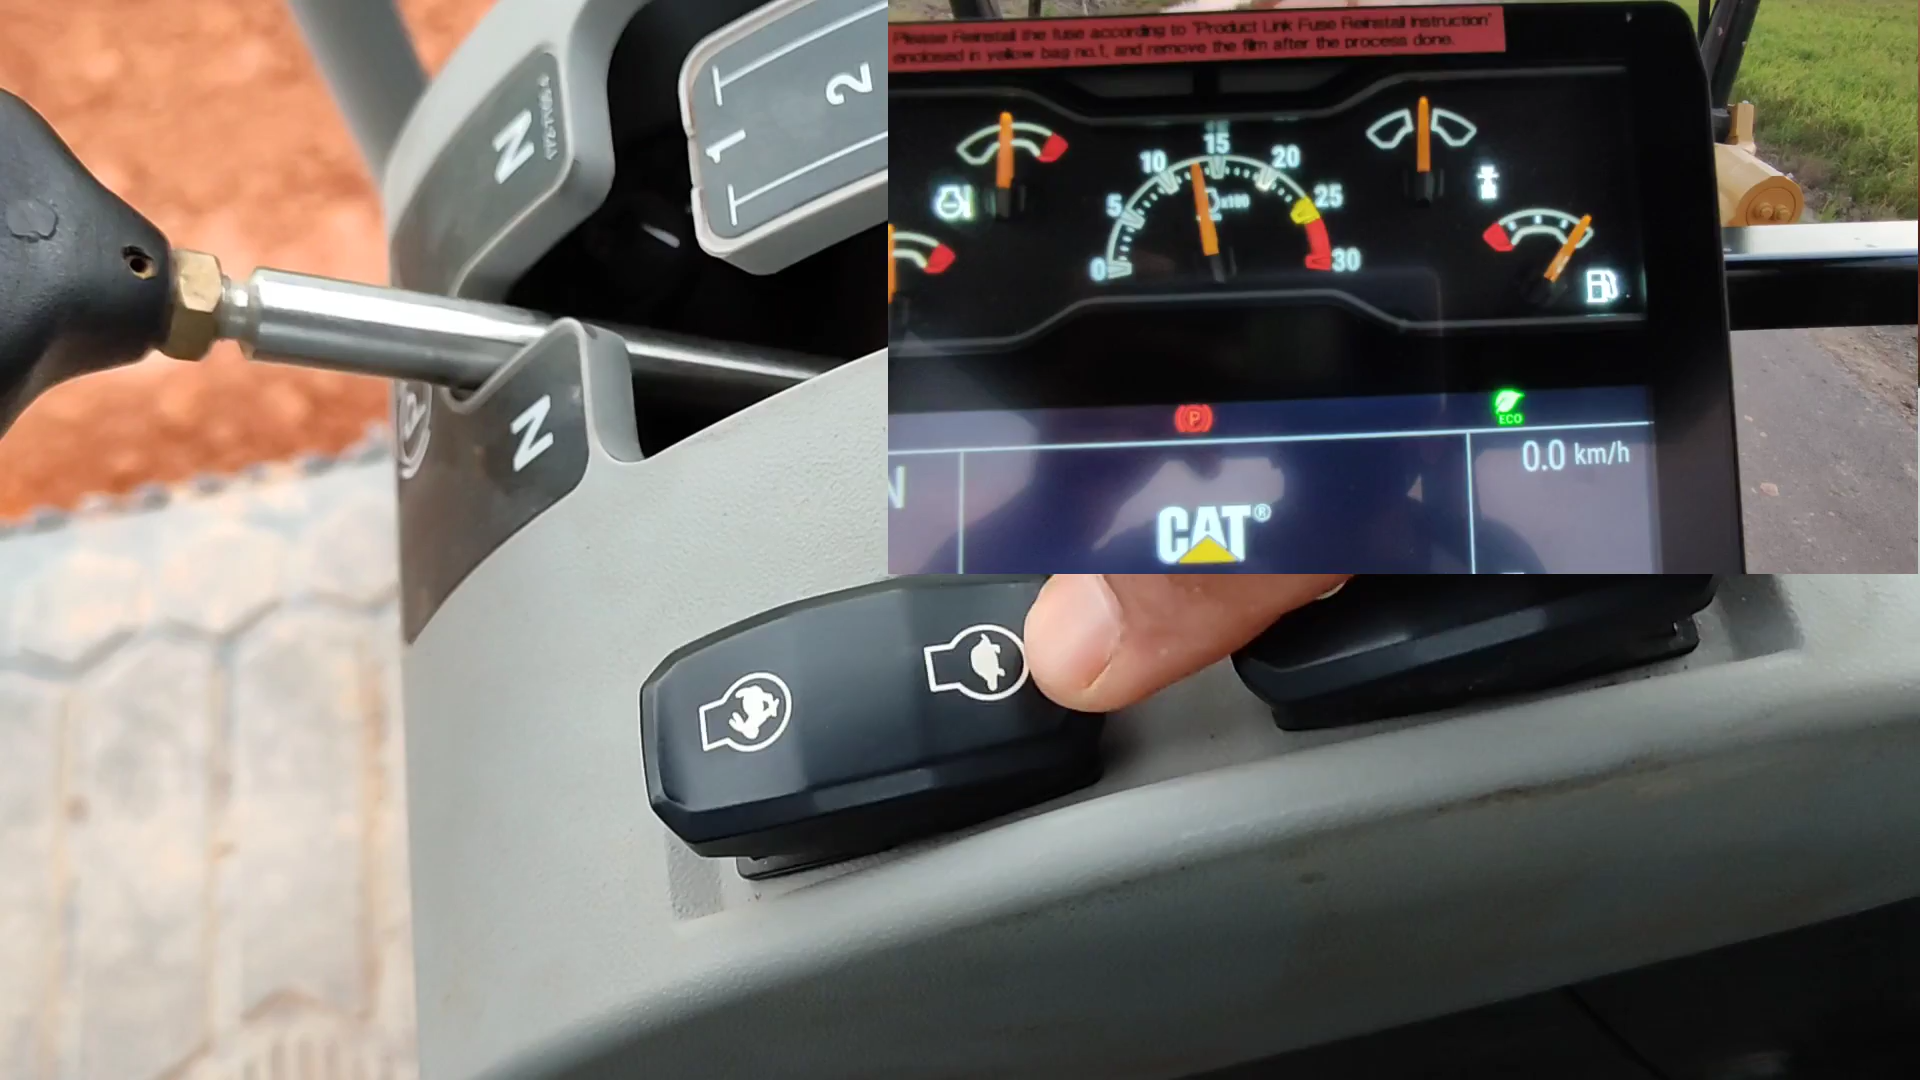 Please Reinstall the fuse according to "Product Link Fuse Reinstall Instruction"
enclosed in yellow bag no.1, and remove the film after the process done.
N
1
2
N
P
0
5
10
15
20
25
30
x100
P
ECO
N
0.0 km/h
CAT®